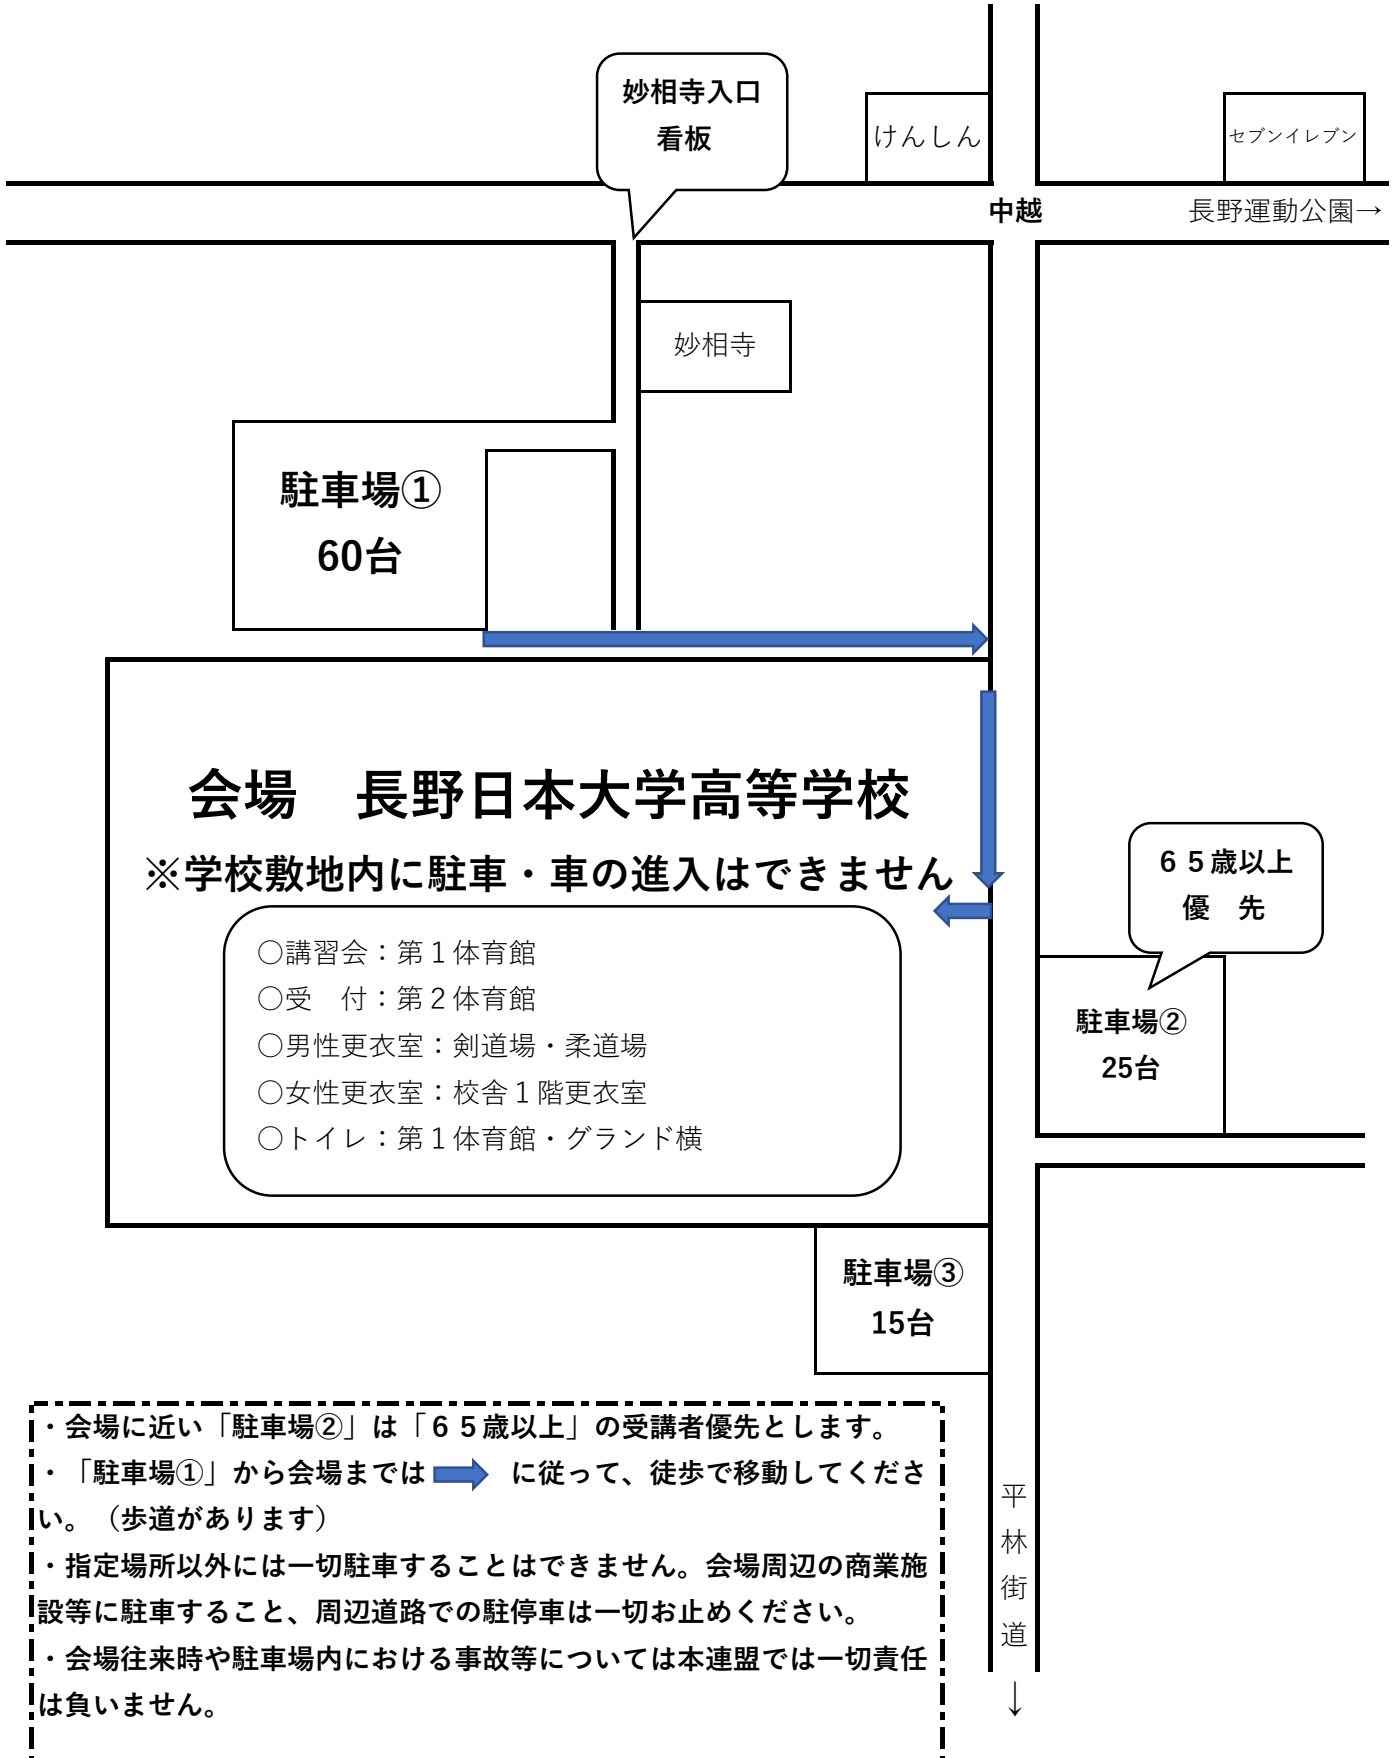 妙相寺入口
看板
けんしん
セブンイレブン
中越
長野運動公園→
妙相寺
駐車場①
60台
会場　長野日本大学高等学校
※学校敷地内に駐車・車の進入はできません
○講習会：第１体育館
○受　付：第２体育館
○男性更衣室：剣道場・柔道場
○女性更衣室：校舎１階更衣室
○トイレ：第１体育館・グランド横
６５歳以上
優　先
駐車場②
25台
駐車場③
15台
・会場に近い「駐車場②」は「６５歳以上」の受講者優先とします。
・「駐車場①」から会場までは　に従って、徒歩で移動してくださ
い。（歩道があります）
・指定場所以外には一切駐車することはできません。会場周辺の商業施
設等に駐車すること、周辺道路での駐停車は一切お止めください。
・会場往来時や駐車場内における事故等については本連盟では一切責任
は負いません。
平林街道
↓